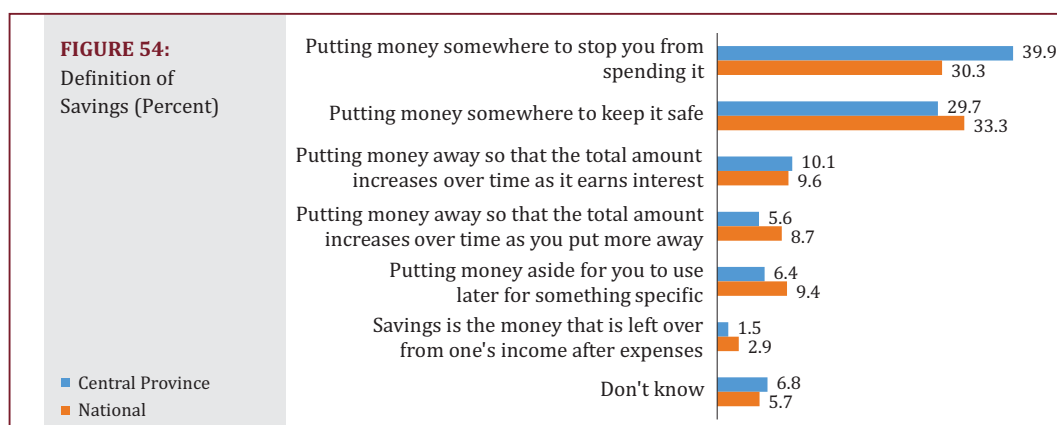 FIGURE 54:
Definition of
Savings (Percent)
Central Province
National
Putting money somewhere to stop you from
spending it
39.9
30.3
Putting money somewhere to keep it safe
29.7
33.3
Putting money away so that the total amount
increases over time as it earns interest
10.1
9.6
Putting money away so that the total amount
increases over time as you put more away
5.6
8.7
Putting money aside for you to use
later for something specific
6.4
9.4
Savings is the money that is left over
from one's income after expenses
1.5
2.9
Don't know
6.8
5.7